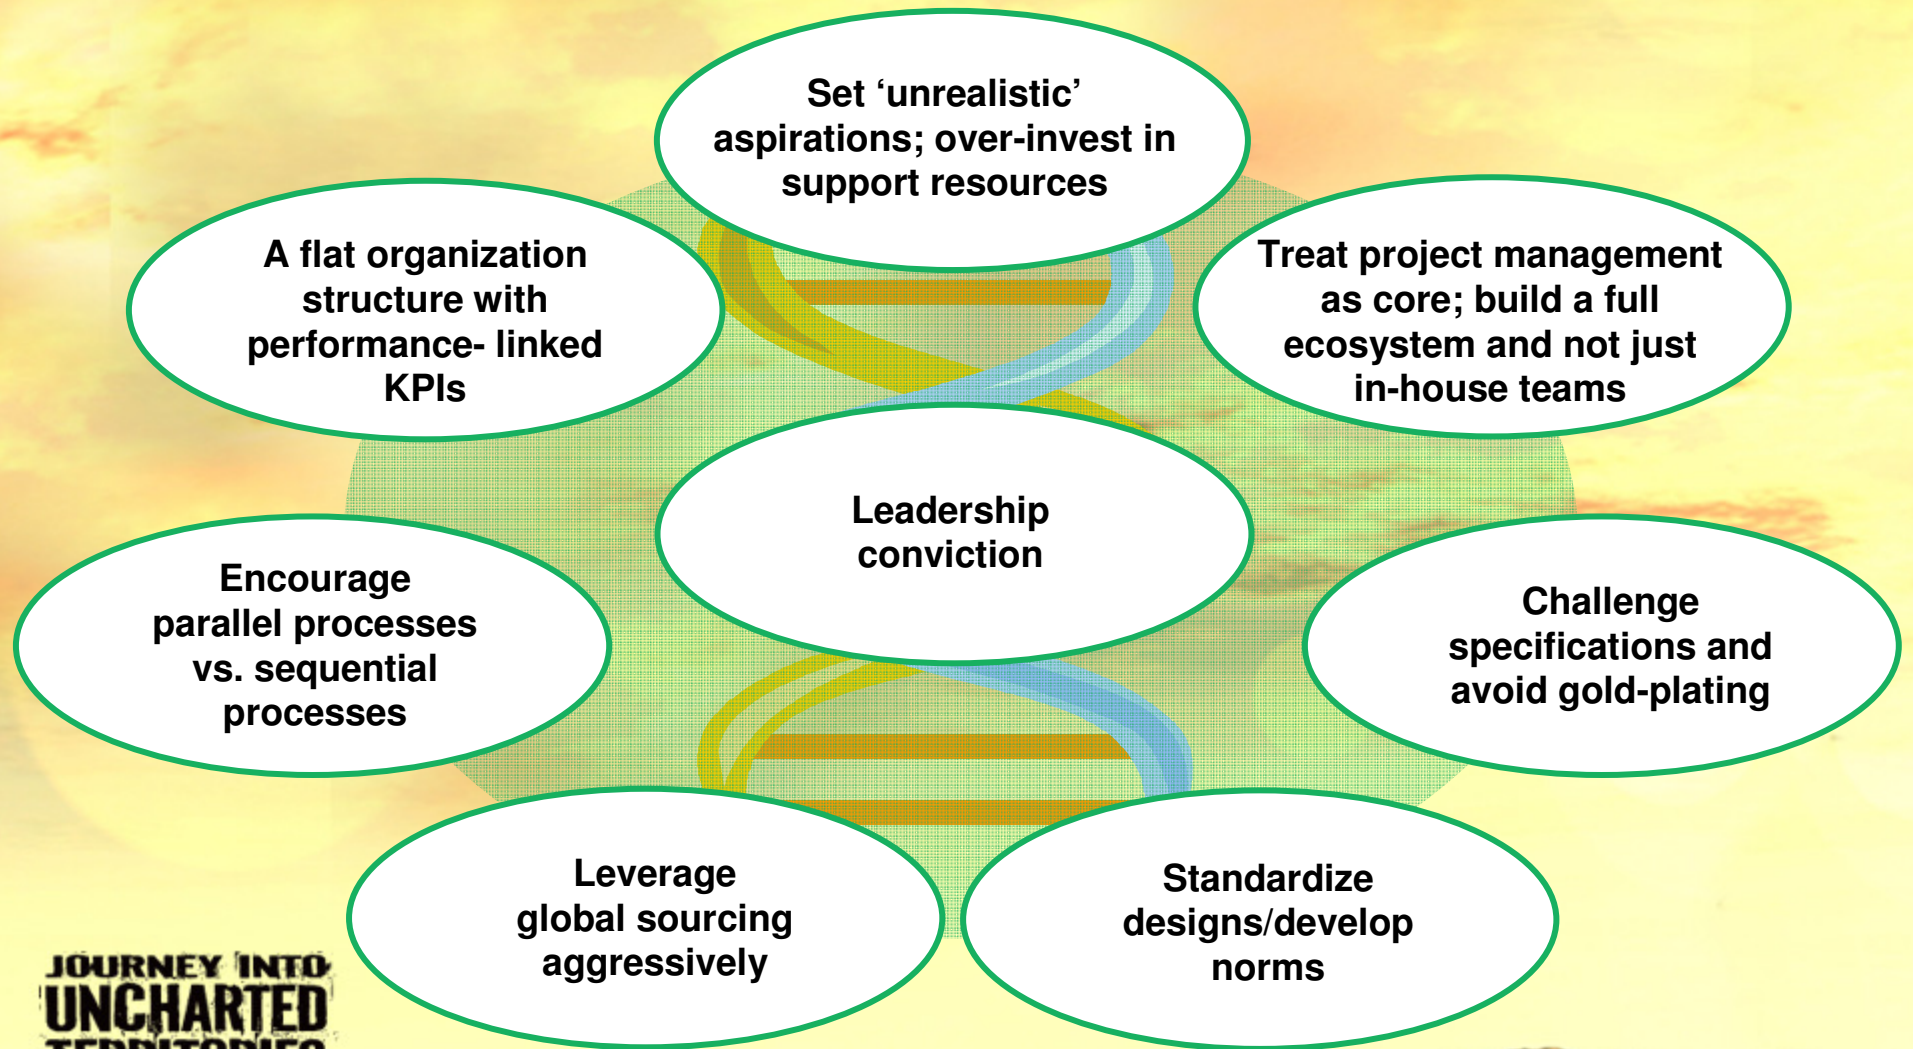 Set ‘unrealistic’
aspirations; over-invest in
support resources
A flat organization
structure with
performance- linked
KPIs
Treat project management
as core; build a full
ecosystem and not just
in-house teams
Leadership
conviction
Encourage
parallel processes
vs. sequential
processes
Challenge
specifications and
avoid gold-plating
Leverage
global sourcing
aggressively
Standardize
designs/develop
norms
JOURNEY INTO
UNCHARTED
TERRITORIES